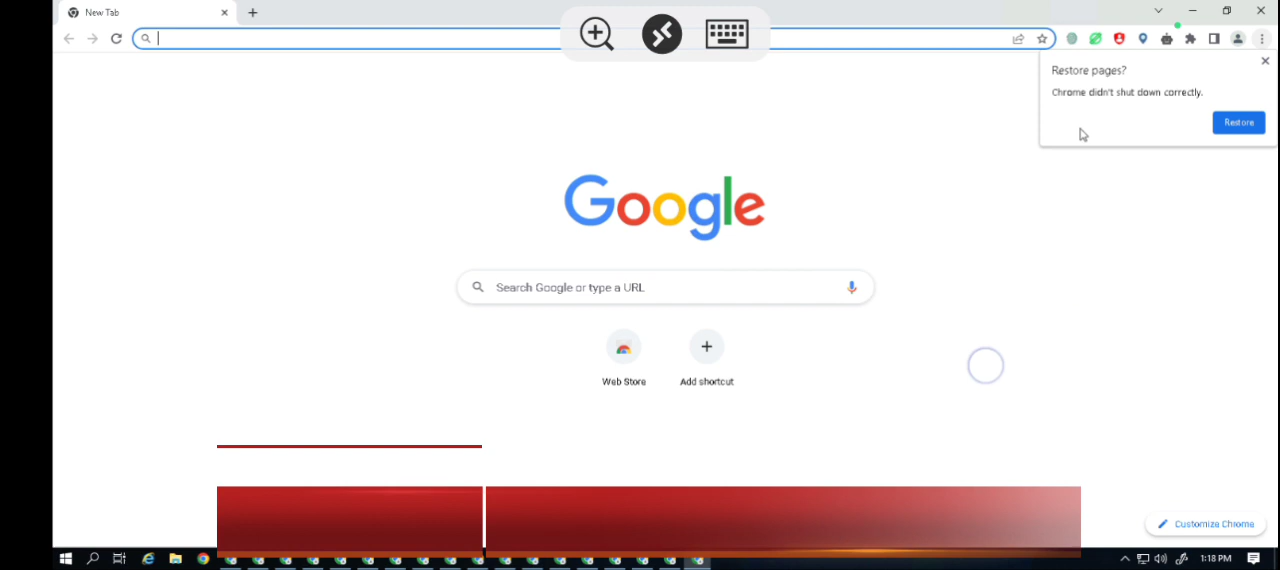 New Tab
Restore pages?
Chrome didn't shut down correctly.
Restore
Google
Search Google or type a URL
Web Store
Add shortcut
Customize Chrome
1:18 PM